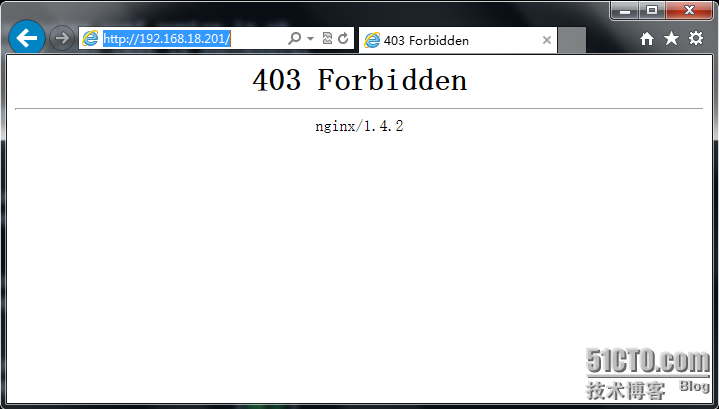 http://192.168.18.201/
403 Forbidden
403 Forbidden
nginx/1.4.2
51CTO.com
技术博客 Blog